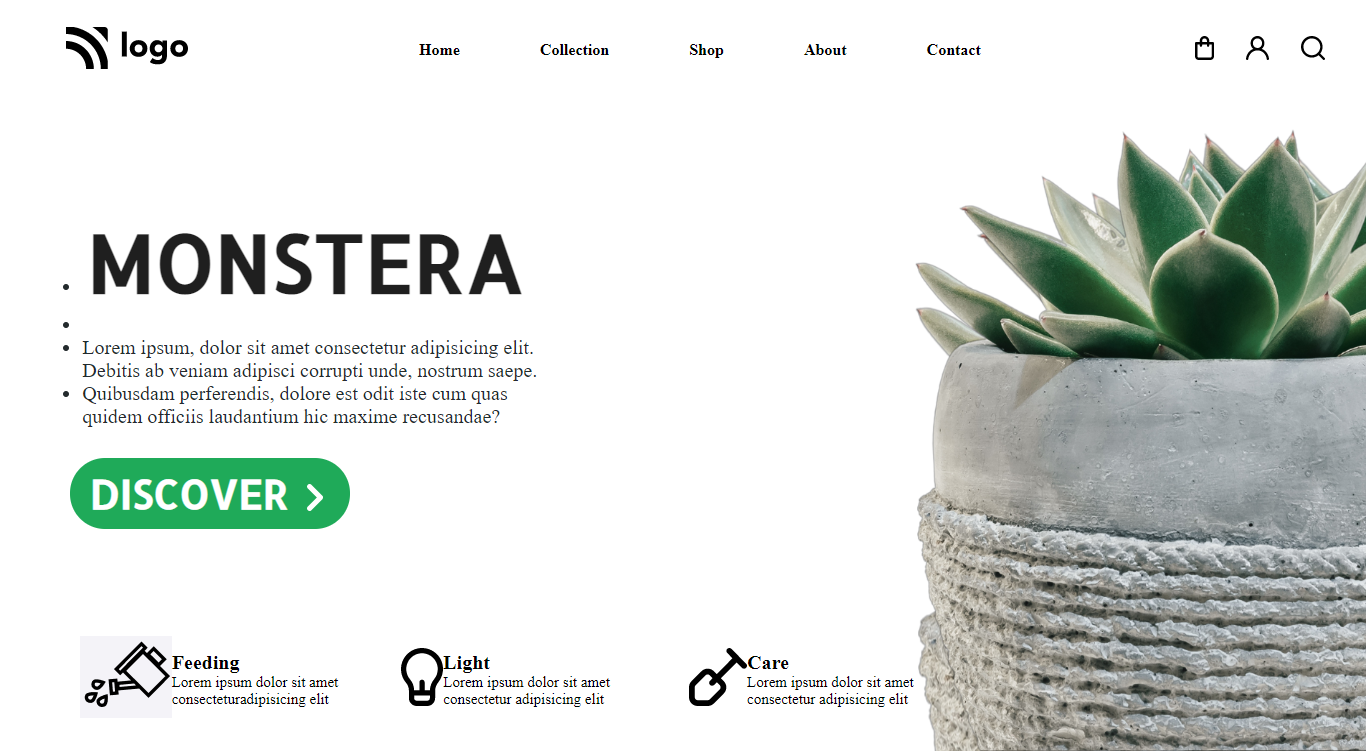 logo
Home Collection Shop About Contact
MONSTERA
Lorem ipsum, dolor sit amet consectetur adipisicing elit.
Debitis ab veniam adipisci corrupti unde, nostrum saepe.
Quibusdam perferendis, dolore est odit iste cum quas
quidem officiis laudantium hic maxime recusandae?
DISCOVER
Feeding
Lorem ipsum dolor sit amet
consecteturadipisicing elit
Light
Lorem ipsum dolor sit amet
consectetur adipisicing elit
Care
Lorem ipsum dolor sit amet
consectetur adipisicing elit